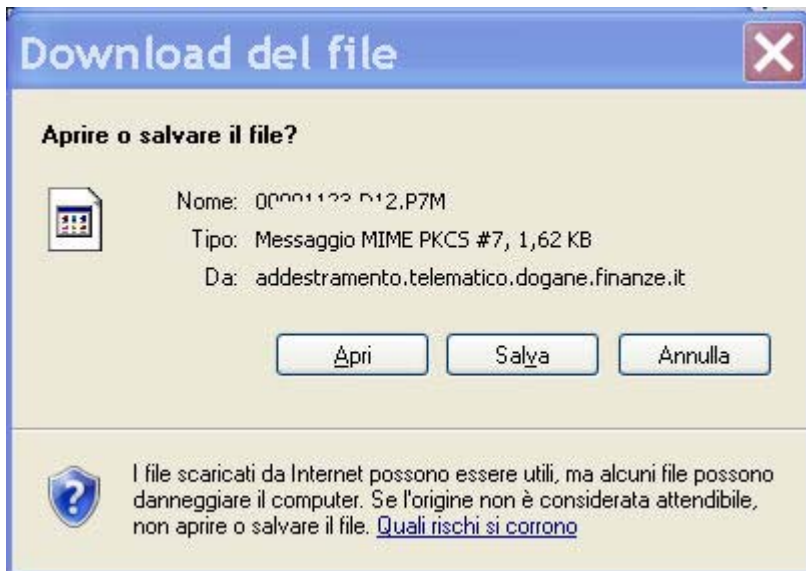 Download del file
Aprire o salvare il file?
Nome:
Tipo: Messaggio MIME PKCS #7, 1,62 KB
Da: addestramento.telematico.dogane.finanze.it
Apri
Salva
Annulla
I file scaricati da Internet possono essere utili, ma alcuni file possono
danneggiare il computer. Se l'origine non è considerata attendibile,
non aprire o salvare il file. Quali rischi si corrono